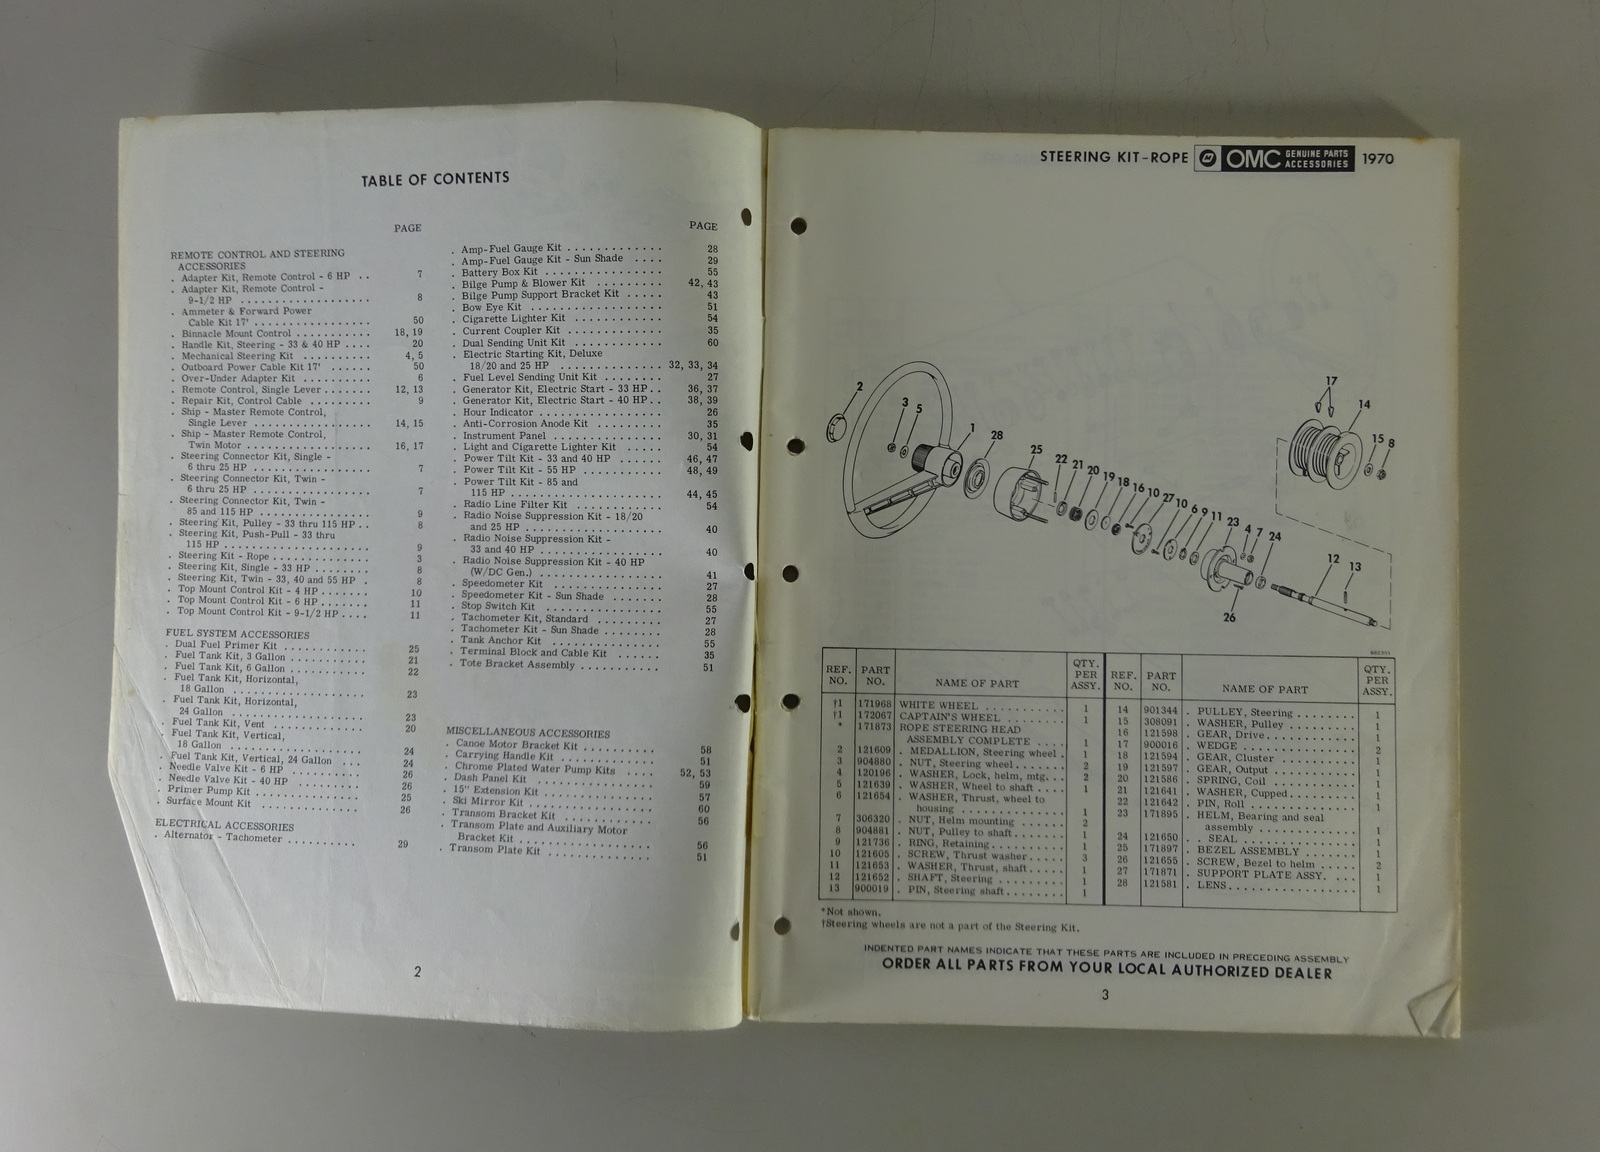 TABLE OF CONTENTS
PAGE
REMOTE CONTROL AND STEERING
ACCESSORIES
. Adapter Kit, Remote Control - 6 HP . . 7
. Adapter Kit, Remote Control -
9-1/2 HP . . . . . . . . . . . . . . . . . . . 8
. Ammeter & Forward Power
Cable Kit 17' . . . . . . . . . . . . . . . . . 50
. Binnacle Mount Control . . . . . . . . . . . 18, 19
. Handle Kit, Steering - 33 & 40 HP . . . . 20
. Mechanical Steering Kit . . . . . . . . . . 4, 5
. Outboard Power Cable Kit 17' . . . . . . 50
. Over-Under Adapter Kit . . . . . . . . . . 6
. Remote Control, Single Lever . . . . . . . 12, 13
. Repair Kit, Control Cable . . . . . . . . . 9
. Ship - Master Remote Control,
Single Lever . . . . . . . . . . . . . . . . . 14, 15
. Ship - Master Remote Control,
Twin Motor . . . . . . . . . . . . . . . . . . 16, 17
. Steering Connector Kit, Single -
6 thru 25 HP . . . . . . . . . . . . . . . . . 7
. Steering Connector Kit, Twin -
6 thru 25 HP . . . . . . . . . . . . . . . . . 7
. Steering Connector Kit, Twin -
85 and 115 HP . . . . . . . . . . . . . . . . 9
. Steering Kit, Pulley - 33 thru 115 HP . . 8
. Steering Kit, Push-Pull - 33 thru
115 HP . . . . . . . . . . . . . . . . . . . . . 9
. Steering Kit - Rope . . . . . . . . . . . . . 3
. Steering Kit, Single - 33 HP . . . . . . . . 8
. Steering Kit, Twin - 33, 40 and 55 HP . 8
. Top Mount Control Kit - 4 HP . . . . . . . 10
. Top Mount Control Kit - 6 HP . . . . . . . 11
. Top Mount Control Kit - 9-1/2 HP . . . . 11
FUEL SYSTEM ACCESSORIES
. Dual Fuel Primer Kit . . . . . . . . . . . . 25
. Fuel Tank Kit, 3 Gallon . . . . . . . . . . . 21
. Fuel Tank Kit, 6 Gallon . . . . . . . . . . . 22
. Fuel Tank Kit, Horizontal,
18 Gallon . . . . . . . . . . . . . . . . . . . 23
. Fuel Tank Kit, Horizontal,
24 Gallon . . . . . . . . . . . . . . . . . . . 23
. Fuel Tank Kit, Vent . . . . . . . . . . . . . 20
. Fuel Tank Kit, Vertical,
18 Gallon . . . . . . . . . . . . . . . . . . . 24
. Fuel Tank Kit, Vertical, 24 Gallon . . . 24
. Needle Valve Kit - 6 HP . . . . . . . . . . 26
. Needle Valve Kit - 40 HP . . . . . . . . . 26
. Primer Pump Kit . . . . . . . . . . . . . . . 25
. Surface Mount Kit . . . . . . . . . . . . . . 26
ELECTRICAL ACCESSORIES
. Alternator - Tachometer . . . . . . . . . . 29
PAGE
. Amp-Fuel Gauge Kit . . . . . . . . . . . . . 28
. Amp-Fuel Gauge Kit - Sun Shade . . . . 29
. Battery Box Kit . . . . . . . . . . . . . . . . 55
. Bilge Pump & Blower Kit . . . . . . . . . 42, 43
. Bilge Pump Support Bracket Kit . . . . . 43
. Bow Eye Kit . . . . . . . . . . . . . . . . . . 51
. Cigarette Lighter Kit . . . . . . . . . . . . 54
. Current Coupler Kit . . . . . . . . . . . . . 35
. Dual Sending Unit Kit . . . . . . . . . . . . 60
. Electric Starting Kit, Deluxe
18/20 and 25 HP . . . . . . . . . . . . . . 32, 33, 34
. Fuel Level Sending Unit Kit . . . . . . . . 27
. Generator Kit, Electric Start - 33 HP . . 36, 37
. Generator Kit, Electric Start - 40 HP . . 38, 39
. Hour Indicator . . . . . . . . . . . . . . . . 26
. Anti-Corrosion Anode Kit . . . . . . . . . 35
. Instrument Panel . . . . . . . . . . . . . . . 30, 31
. Light and Cigarette Lighter Kit . . . . . 54
. Power Tilt Kit - 33 and 40 HP . . . . . . 46, 47
. Power Tilt Kit - 55 HP . . . . . . . . . . . 48, 49
. Power Tilt Kit - 85 and
115 HP . . . . . . . . . . . . . . . . . . . . . 44, 45
. Radio Line Filter Kit . . . . . . . . . . . . 54
. Radio Noise Suppression Kit - 18/20
and 25 HP . . . . . . . . . . . . . . . . . . . 40
. Radio Noise Suppression Kit -
33 and 40 HP . . . . . . . . . . . . . . . . . 40
. Radio Noise Suppression Kit - 40 HP
(W/DC Gen.) . . . . . . . . . . . . . . . . . 41
. Speedometer Kit . . . . . . . . . . . . . . . 27
. Speedometer Kit - Sun Shade . . . . . . . 28
. Stop Switch Kit . . . . . . . . . . . . . . . . 55
. Tachometer Kit, Standard . . . . . . . . . 27
. Tachometer Kit - Sun Shade . . . . . . . . 28
. Tank Anchor Kit . . . . . . . . . . . . . . . 55
. Terminal Block and Cable Kit . . . . . . 35
. Tote Bracket Assembly . . . . . . . . . . . 51
MISCELLANEOUS ACCESSORIES
. Canoe Motor Bracket Kit . . . . . . . . . 58
. Carrying Handle Kit . . . . . . . . . . . . . 51
. Chrome Plated Water Pump Kits . . . . 52, 53
. Dash Panel Kit . . . . . . . . . . . . . . . . 59
. 15" Extension Kit . . . . . . . . . . . . . . 57
. Ski Mirror Kit . . . . . . . . . . . . . . . . . 60
. Transom Bracket Kit . . . . . . . . . . . . 56
. Transom Plate and Auxiliary Motor
Bracket Kit . . . . . . . . . . . . . . . . . . 56
. Transom Plate Kit . . . . . . . . . . . . . . 51
2
STEERING KIT-ROPE OMC GENUINE PARTS ACCESSORIES 1970
2
3
5
1
28
25
22
21
20
19
18
16
10
27
10
6
9
11
23
4
7
24
26
12
13
17
14
15
8
REF. NO. PART NO. NAME OF PART QTY. PER ASSY.
†1 171968 WHITE WHEEL . . . . . . . . . . . 1
†1 172067 CAPTAIN'S WHEEL . . . . . . . . 1
* 171873 ROPE STEERING HEAD
ASSEMBLY COMPLETE . . . . 1
2 121609 . MEDALLION, Steering wheel . 1
3 904880 . NUT, Steering wheel . . . . . . 2
4 120196 . WASHER, Lock, helm, mtg. . . 2
5 121639 . WASHER, Wheel to shaft . . . . 1
6 121654 . WASHER, Thrust, wheel to
housing . . . . . . . . . . . . . . 1
7 306320 . NUT, Helm mounting . . . . . . 2
8 904881 . NUT, Pulley to shaft . . . . . . 1
9 121736 . RING, Retaining . . . . . . . . . 1
10 121605 . SCREW, Thrust washer . . . . . 3
11 121653 . WASHER, Thrust, shaft . . . . . 1
12 121652 . SHAFT, Steering . . . . . . . . . 1
13 900019 . PIN, Steering shaft . . . . . . . . 1
REF. NO. PART NO. NAME OF PART QTY. PER ASSY.
14 901344 . PULLEY, Steering . . . . . . . . 1
15 308091 . WASHER, Pulley . . . . . . . . . 1
16 121598 . GEAR, Drive . . . . . . . . . . . . 1
17 900016 . WEDGE . . . . . . . . . . . . . . . 2
18 121594 . GEAR, Cluster . . . . . . . . . . 1
19 121597 . GEAR, Output . . . . . . . . . . . 1
20 121586 . SPRING, Coil . . . . . . . . . . . 1
21 121641 . WASHER, Cupped . . . . . . . . 1
22 121642 . PIN, Roll . . . . . . . . . . . . . . 1
23 171895 . HELM, Bearing and seal
assembly . . . . . . . . . . . . . 1
24 121650 . . SEAL . . . . . . . . . . . . . . . 1
25 171897 . BEZEL ASSEMBLY . . . . . . . 1
26 121655 . SCREW, Bezel to helm . . . . . 2
27 171871 . SUPPORT PLATE ASSY. . . . . 1
28 121581 . LENS . . . . . . . . . . . . . . . . . 1
*Not shown.
†Steering wheels are not a part of the Steering Kit.
INDENTED PART NAMES INDICATE THAT THESE PARTS ARE INCLUDED IN PRECEDING ASSEMBLY
ORDER ALL PARTS FROM YOUR LOCAL AUTHORIZED DEALER
3